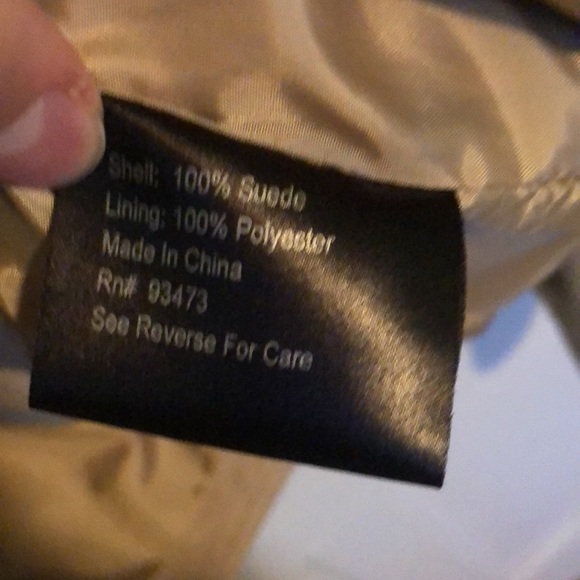 Shell: 100% Suede
Lining: 100% Polyester
Made In China
Rn# 93473
See Reverse For Care